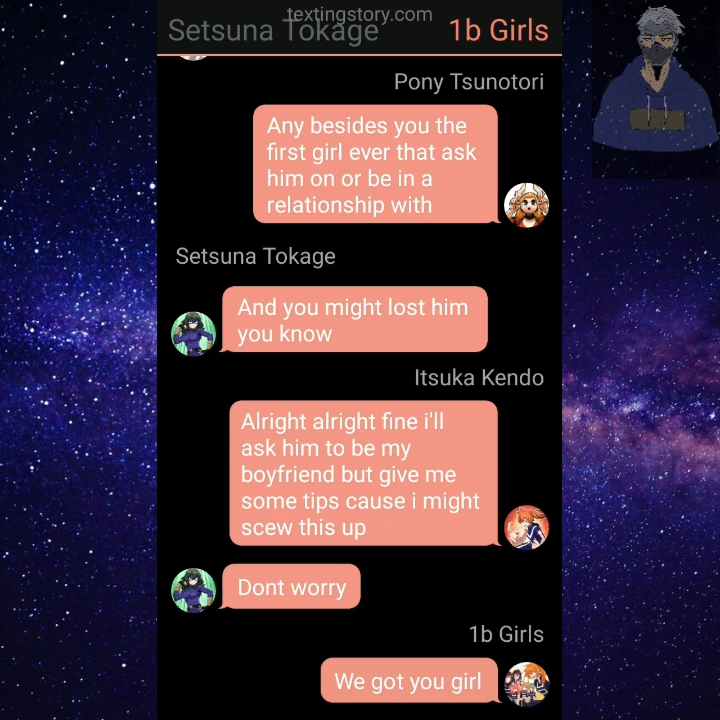 textingstory.com
Setsuna Tokage 1b Girls
Pony Tsunotori
Any besides you the
first girl ever that ask
him on or be in a
relationship with
Setsuna Tokage
And you might lost him
you know
Itsuka Kendo
Alright alright fine i'll
ask him to be my
boyfriend but give me
some tips cause i might
scew this up
Dont worry
1b Girls
We got you girl